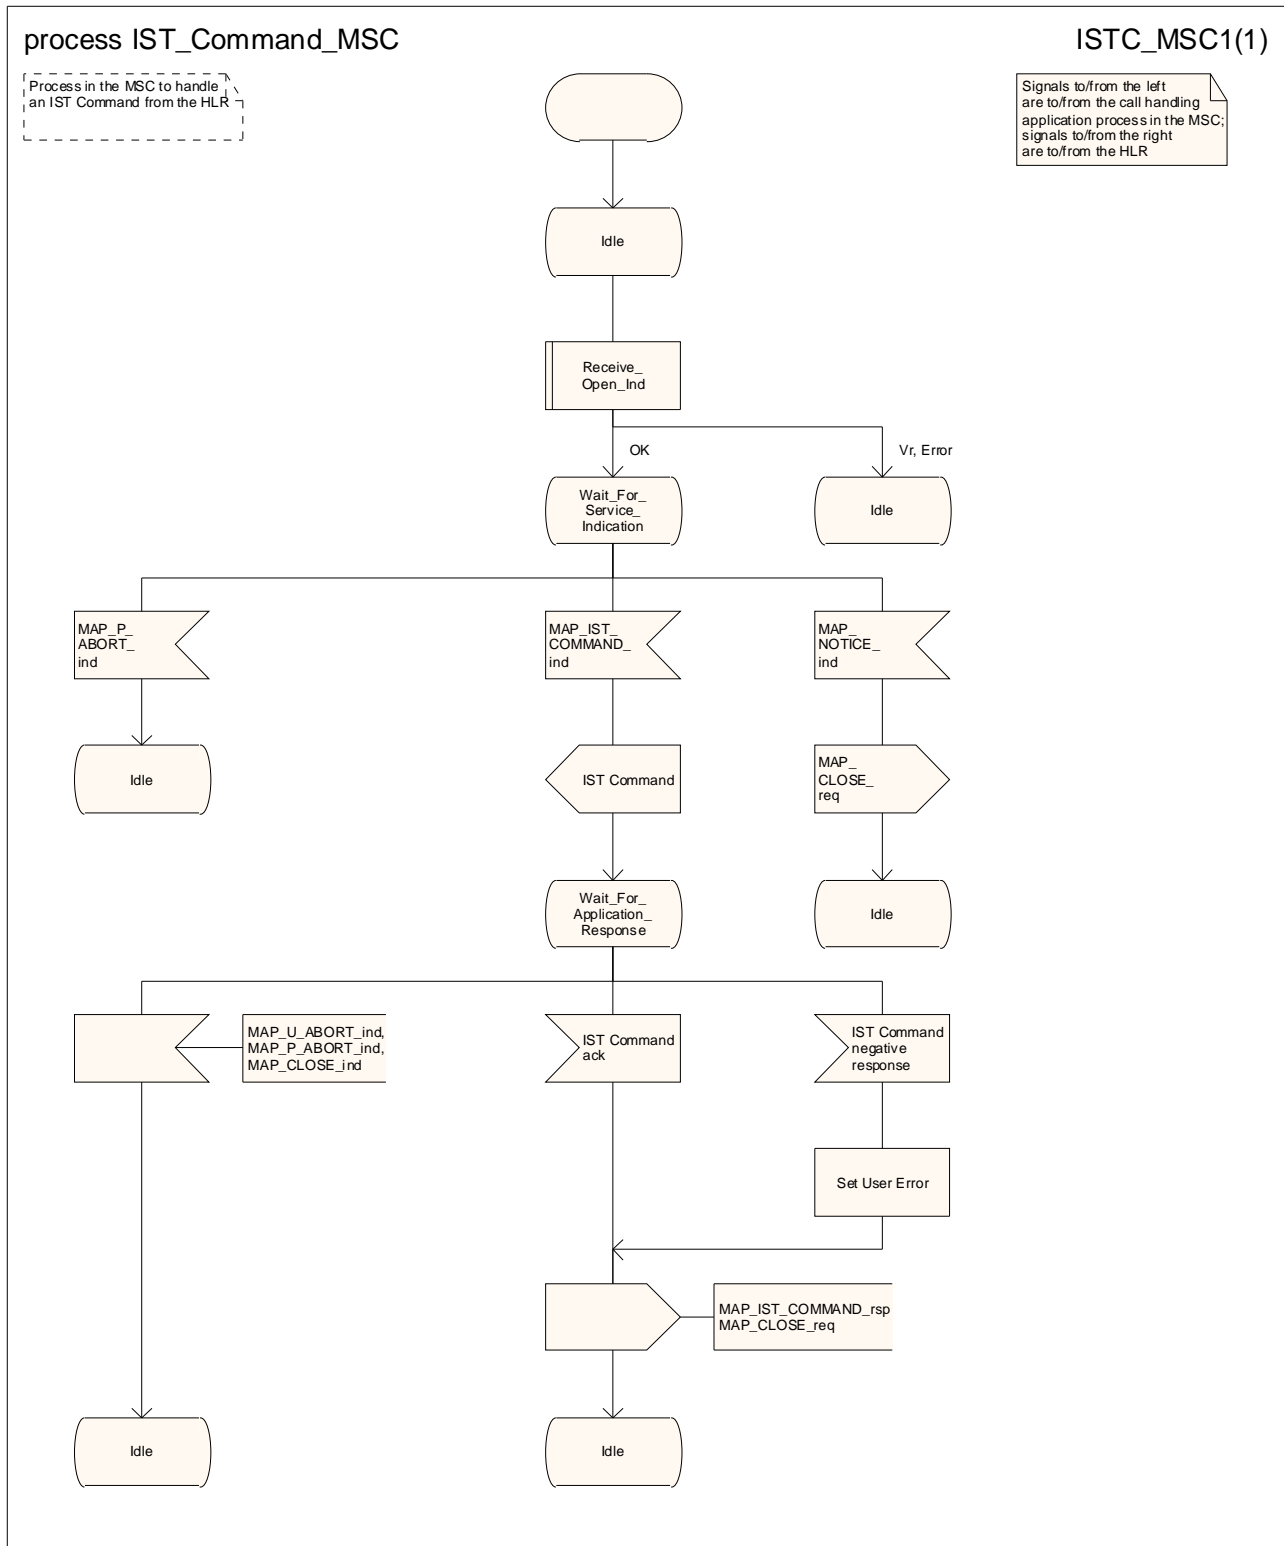 process IST_Command_MSC
ISTC_MSC1(1)
Process in the MSC to handle
an IST Command from the HLR
Signals to/from the left
are to/from the call handling
application process in the MSC;
signals to/from the right
are to/from the HLR
Idle
Receive_
Open_Ind
OK
Vr, Error
Wait_For_
Service_
Indication
Idle
MAP_P_
ABORT_
ind
MAP_IST_
COMMAND_
ind
MAP_
NOTICE_
ind
Idle
IST Command
MAP_
CLOSE_
req
Wait_For_
Application_
Response
Idle
MAP_U_ABORT_ind,
MAP_P_ABORT_ind,
MAP_CLOSE_ind
IST Command
ack
IST Command
negative
response
Set User Error
MAP_IST_COMMAND_rsp
MAP_CLOSE_req
Idle
Idle